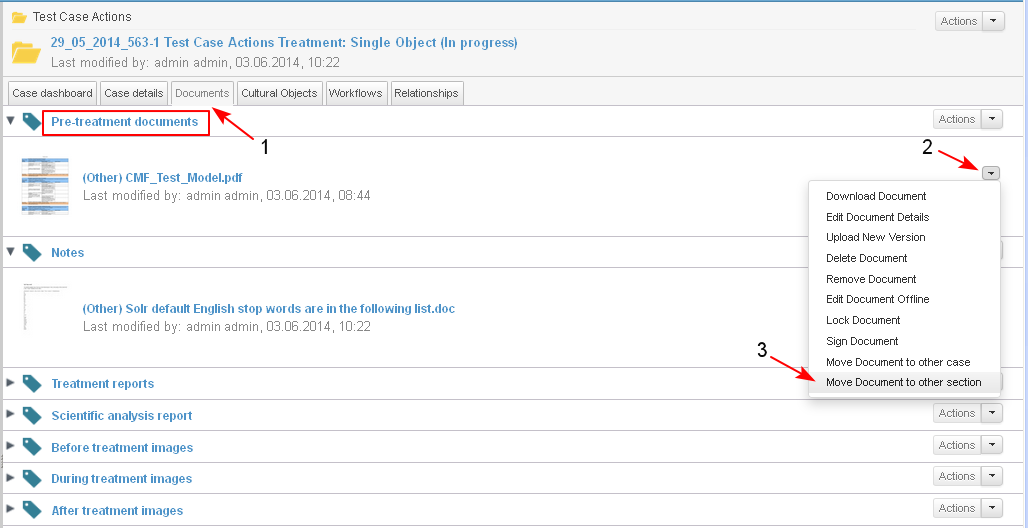 Test Case Actions
Actions
29_05_2014_563-1 Test Case Actions Treatment: Single Object (In progress)
Last modified by: admin admin, 03.06.2014, 10:22
Case dashboard Case details Documents Cultural Objects Workflows Relationships
Pre-treatment documents
Actions
1
2
(Other) CMF_Test_Model.pdf
Last modified by: admin admin, 03.06.2014, 08:44
Download Document
Edit Document Details
Upload New Version
Delete Document
Remove Document
Edit Document Offline
Lock Document
Sign Document
Move Document to other case
Move Document to other section
3
Notes
(Other) Solr default English stop words are in the following list.doc
Last modified by: admin admin, 03.06.2014, 10:22
Treatment reports
Scientific analysis report
Actions
Before treatment images
Actions
During treatment images
Actions
After treatment images
Actions